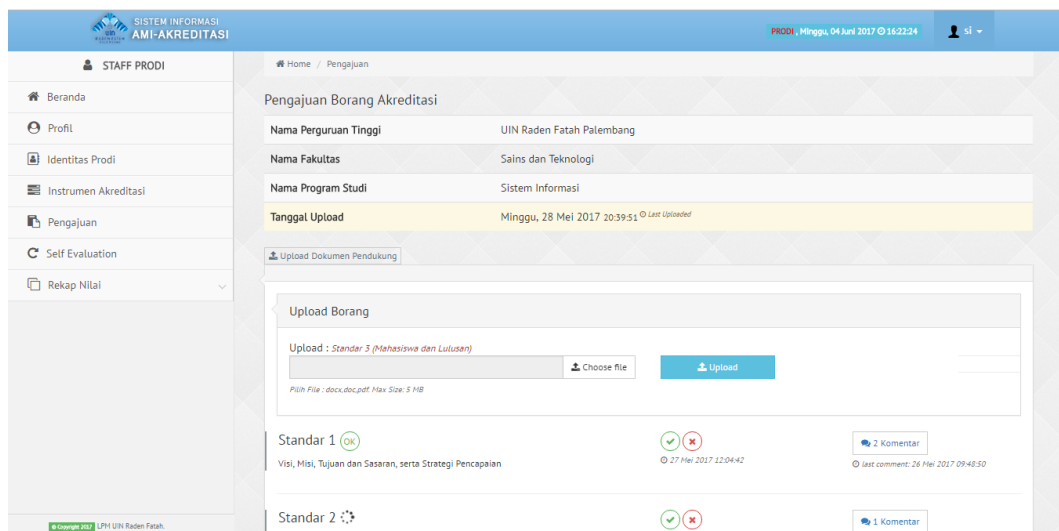 SISTEM INFORMASI
AMI-AKREDITASI
PRODI , Minggu, 04 Juni 2017 16:22:24
si
STAFF PRODI
Beranda
Profil
Identitas Prodi
Instrumen Akreditasi
Pengajuan
Self Evaluation
Rekap Nilai
© Copyright 2017 LPM UIN Raden Fatah.
Home / Pengajuan
Pengajuan Borang Akreditasi
Nama Perguruan Tinggi UIN Raden Fatah Palembang
Nama Fakultas Sains dan Teknologi
Nama Program Studi Sistem Informasi
Tanggal Upload Minggu, 28 Mei 2017 20:39:51 Last Uploaded
Upload Dokumen Pendukung
Upload Borang
Upload : Standar 3 (Mahasiswa dan Lulusan)
Choose file Upload
Pilih File : docx,doc,pdf. Max Size: 5 MB
Standar 1 OK 2 Komentar
Visi, Misi, Tujuan dan Sasaran, serta Strategi Pencapaian 27 Mei 2017 12:04:42 last comment: 26 Mei 2017 09:48:50
Standar 2 1 Komentar